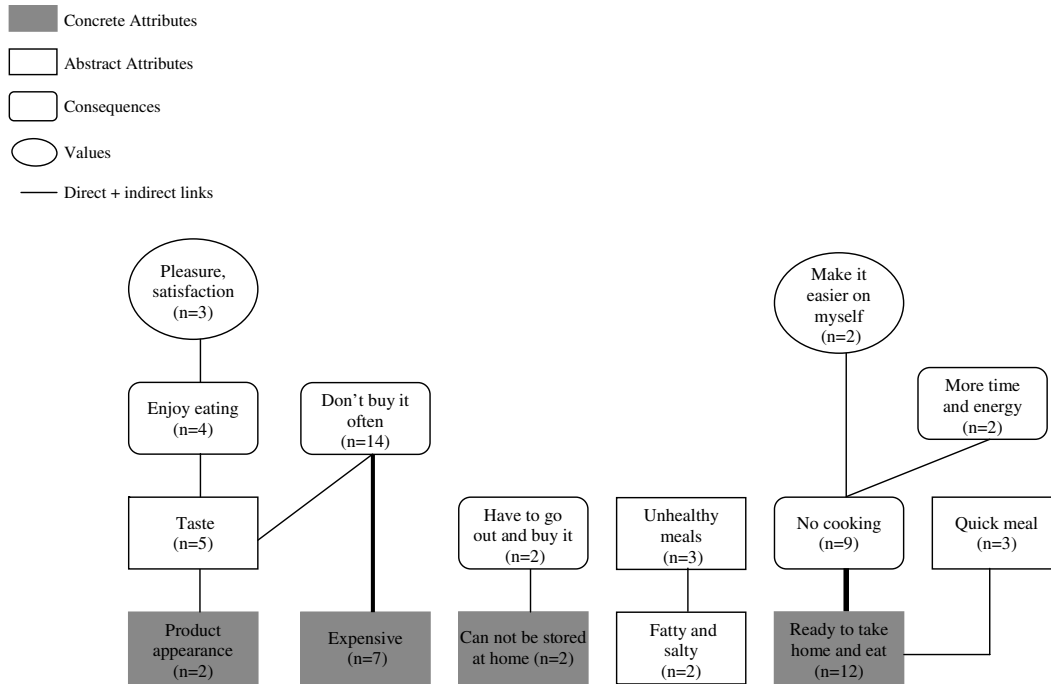 Concrete Attributes
Abstract Attributes
Consequences
Values
Direct + indirect links
Pleasure,
satisfaction
(n=3)
Make it
easier on
myself
(n=2)
Enjoy eating
(n=4)
Don’t buy it
often
(n=14)
More time
and energy
(n=2)
Taste
(n=5)
Have to go
out and buy it
(n=2)
Unhealthy
meals
(n=3)
No cooking
(n=9)
Quick meal
(n=3)
Product
appearance
(n=2)
Expensive
(n=7)
Can not be stored
at home (n=2)
Fatty and
salty
(n=2)
Ready to take
home and eat
(n=12)